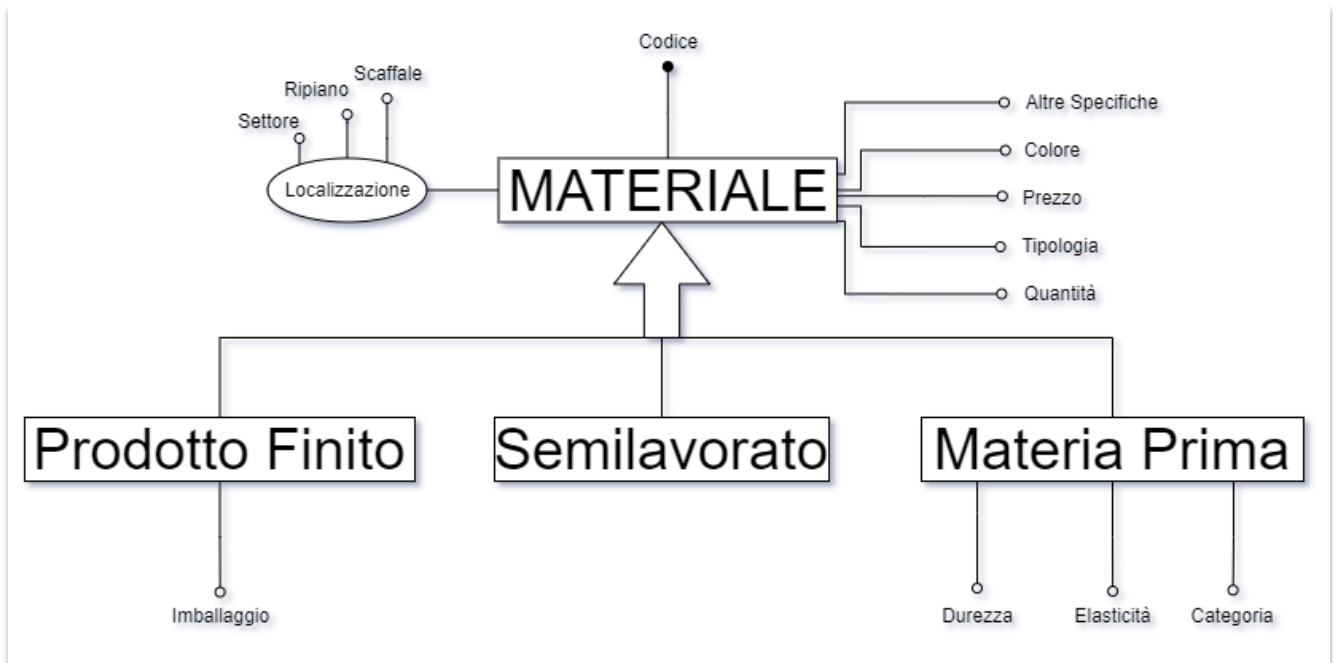 Codice
Scaffale
Ripiano
Settore
Localizzazione
MATERIALE
Altre Specifiche
Colore
Prezzo
Tipologia
Quantità
Prodotto Finito
Semilavorato
Materia Prima
Imballaggio
Durezza
Elasticità
Categoria